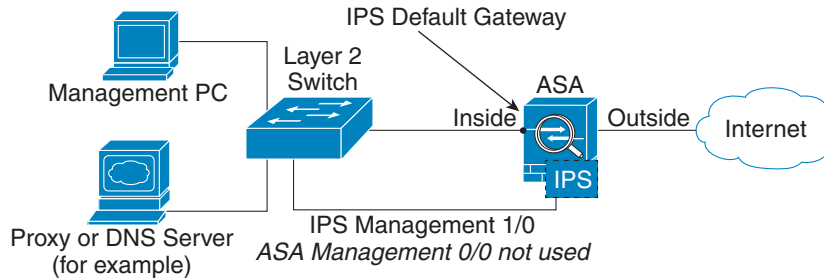 IPS Default Gateway
Layer 2
Switch
ASA
Management PC
Inside
Outside
Internet
IPS
Proxy or DNS Server
(for example)
IPS Management 1/0
ASA Management 0/0 not used